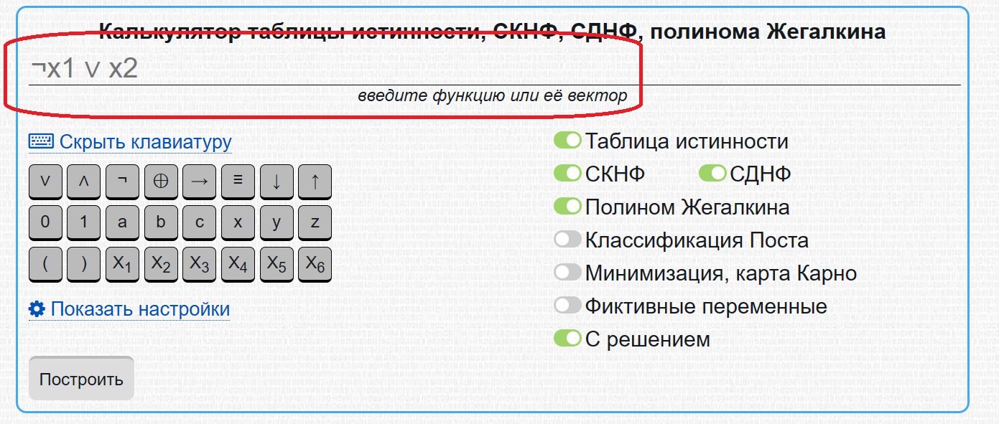 Калькулятор таблицы истинности, СКНФ, СДНФ, полинома Жегалкина
¬x1 ∨ x2
введите функцию или её вектор
Скрыть клавиатуру
∨ ∧ ¬ ⊕ → ≡ ↓ ↑
0 1 a b c x y z
( ) X₁ X₂ X₃ X₄ X₅ X₆
Показать настройки
Построить
Таблица истинности
СКНФ СДНФ
Полином Жегалкина
Классификация Поста
Минимизация, карта Карно
Фиктивные переменные
С решением